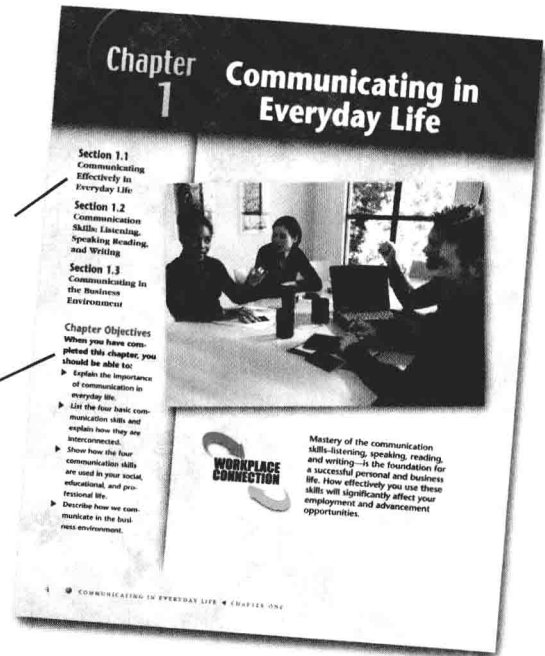 Chapter
1
Communicating in
Everyday Life
Section 1.1
Communicating
Effectively in
Everyday Life
Section 1.2
Communication
Skills: Listening,
Speaking Reading,
and Writing
Section 1.3
Communicating in
the Business
Environment
Chapter Objectives
When you have com-
pleted this chapter, you
should be able to:
▶ Explain the importance
of communication in
everyday life.
▶ List the four basic com-
munication skills and
explain how they are
interconnected.
▶ Show how the four
communication skills
are used in your social,
educational, and pro-
fessional life.
▶ Describe how we com-
municate in the busi-
ness environment.
WORKPLACE
CONNECTION
Mastery of the communication
skills–listening, speaking, reading,
and writing—is the foundation for
a successful personal and business
life. How effectively you use these
skills will significantly affect your
employment and advancement
opportunities.
4 COMMUNICATING IN EVERYDAY LIFE ◀ CHAPTER ONE